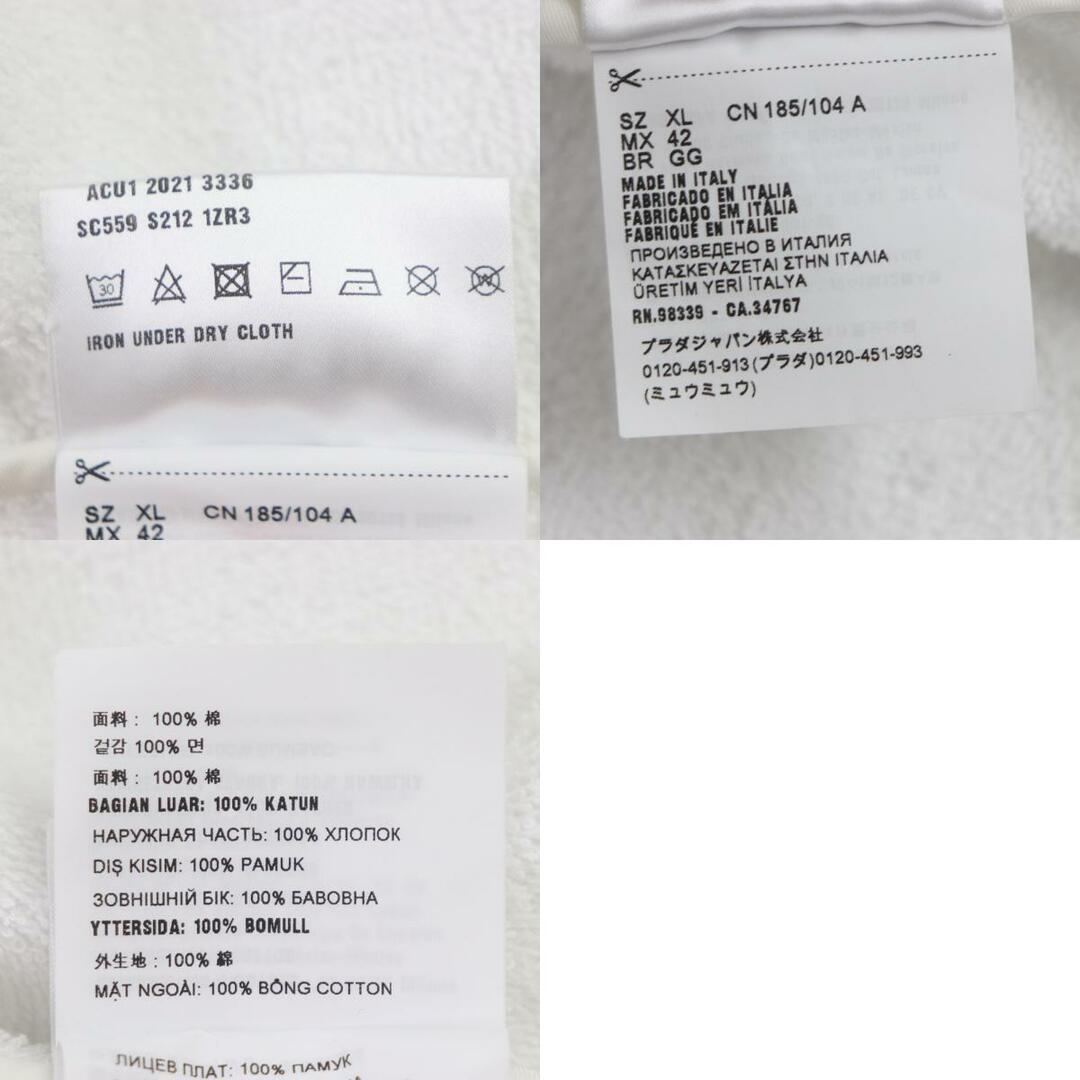 ACU1 2021 3336
SC559 S212 1ZR3
30
IRON UNDER DRY CLOTH
SZ XL CN 185/104 A
MX 42
SZ XL CN 185/104 A
MX 42
BR GG
MADE IN ITALY
FABRICADO EN ITALIA
FABRICADO EM ITÁLIA
FABRIQUÉ EN ITALIE
ПРОИЗВЕДЕНО В ИТАЛИЯ
ΚΑΤΑΣΚΕΥΑΖΕΤΑΙ ΣΤΗΝ ΙΤΑΛΙΑ
ÜRETİM YERİ İTALYA
RN.98339 - CA.34767
プラダジャパン株式会社
0120-451-913(プラダ)0120-451-993
(ミュウミュウ)
面料: 100% 棉
겉감 100% 면
面料: 100% 棉
BAGIAN LUAR: 100% KATUN
НАРУЖНАЯ ЧАСТЬ: 100% ХЛОПОК
DIŞ KISIM: 100% PAMUK
ЗОВНІШНІЙ БІК: 100% БАВОВНА
YTTERSIDA: 100% BOMULL
外生地: 100% 綿
MẶT NGOÀI: 100% BÔNG COTTON
ЛИЦЕВ ПЛАТ: 100% ПАМУК